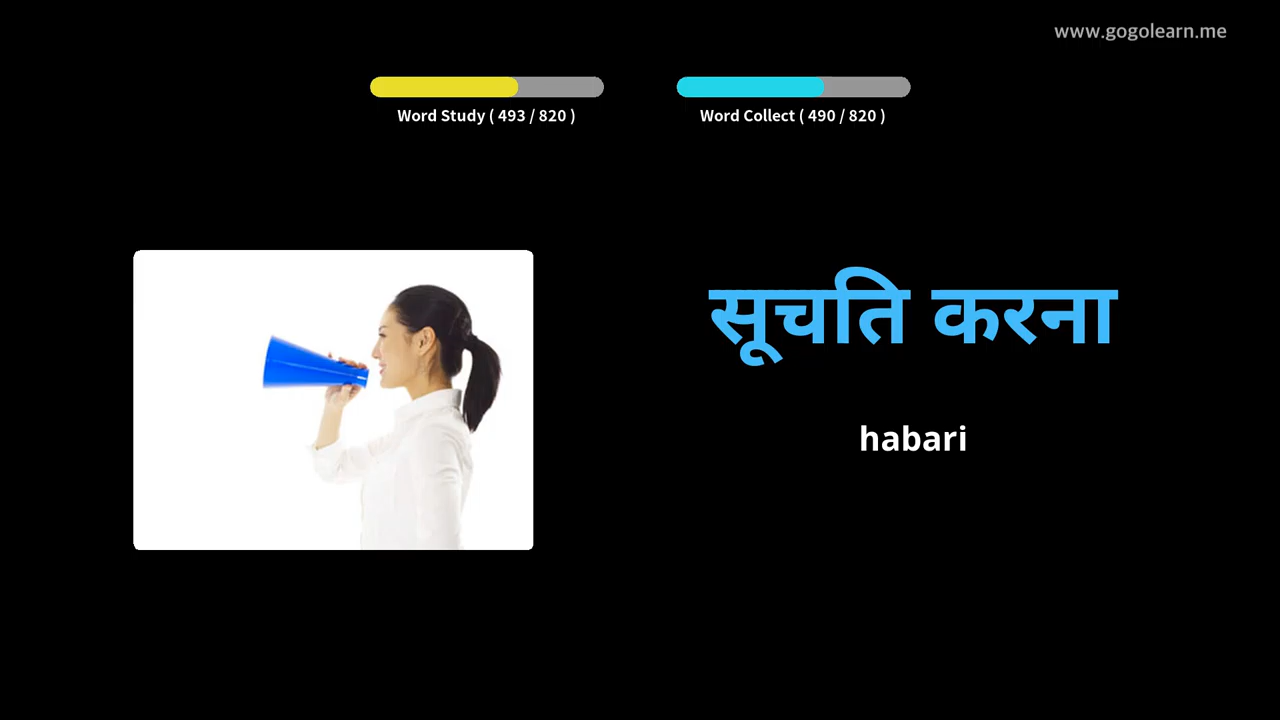 www.gogolearn.me
Word Study ( 493 / 820 )
Word Collect ( 490 / 820 )
सूचति करना
habari